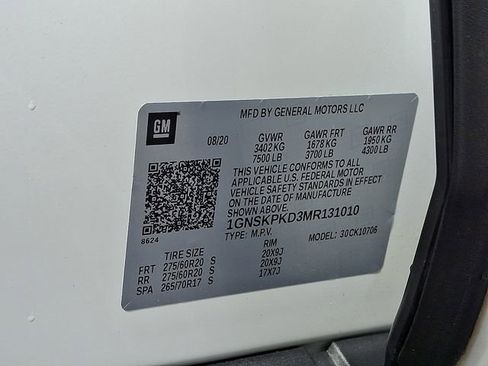 MFD BY GENERAL MOTORS LLC
GM
08/20 GVWR GAWR FRT GAWR RR
3402 KG 1678 KG 1950 KG
7500 LB 3700 LB 4300 LB
THIS VEHICLE CONFORMS TO ALL
APPLICABLE U.S. FEDERAL MOTOR
VEHICLE SAFETY STANDARDS IN EFFECT
ON THE DATE OF MANUFACTURE
SHOWN ABOVE.
1GNSKPKD3MR131010
TYPE: M.P.V. MODEL: 30CK10706
8624
TIRE SIZE RIM
FRT 275/60R20 S 20X9J
RR 275/60R20 S 20X9J
SPA 265/70R17 S 17X7J